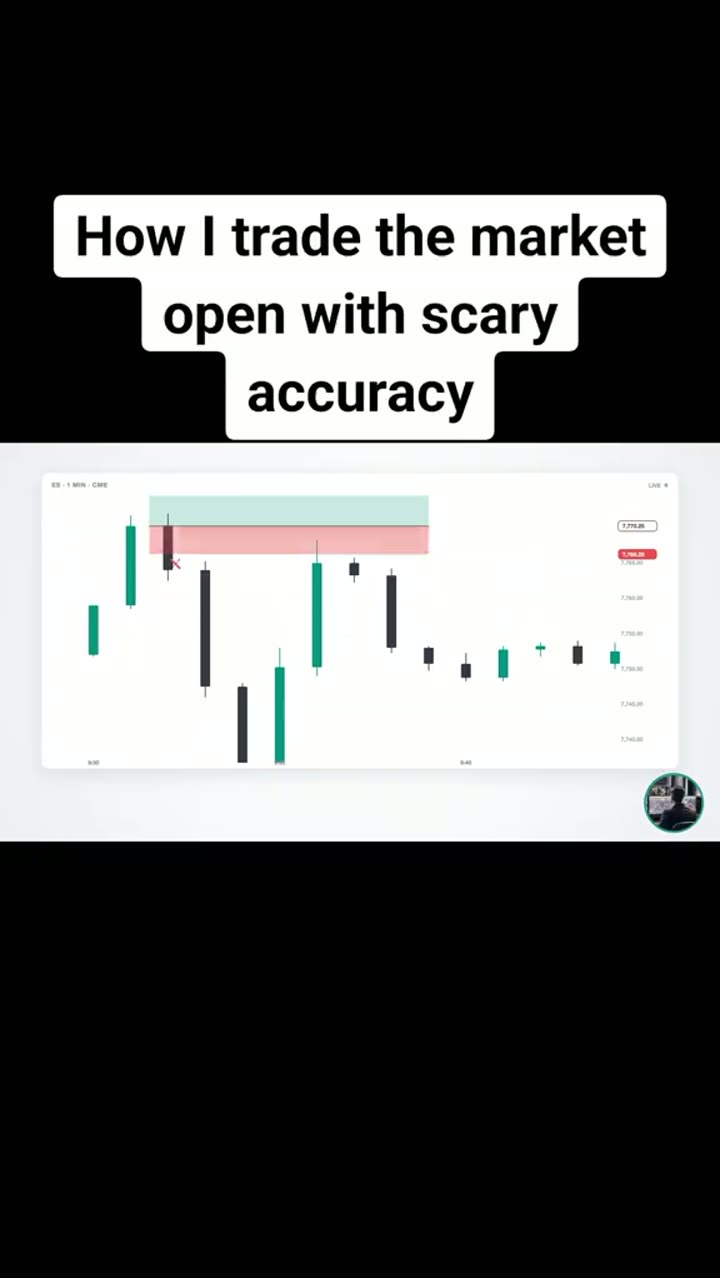 How I trade the market
open with scary
accuracy
ES · 1 MIN · CME
LIVE
7,770.25
7,766.25
7,765.00
7,760.00
7,755.00
7,750.00
7,745.00
7,740.00
9:30
9:40